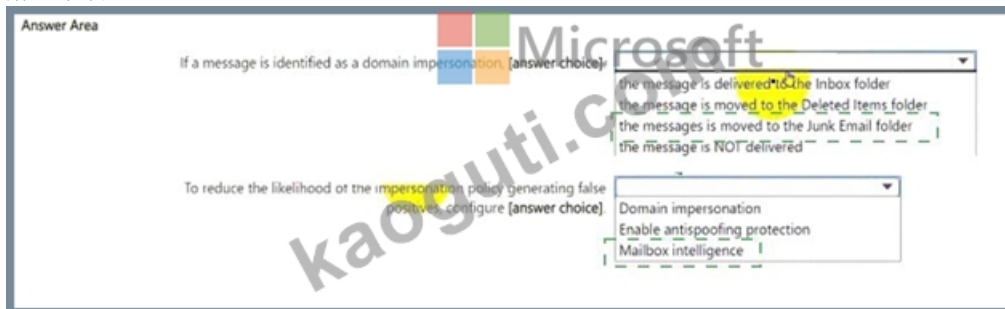 Answer Area
Microsoft
If a message is identified as a domain impersonation, [answer choice].
the message is delivered to the Inbox folder
the message is moved to the Deleted Items folder
the messages is moved to the Junk Email folder
the message is NOT delivered
To reduce the likelihood of the impersonation policy generating false
positives, configure [answer choice].
Domain impersonation
Enable antispoofing protection
Mailbox intelligence
kaoguti.com